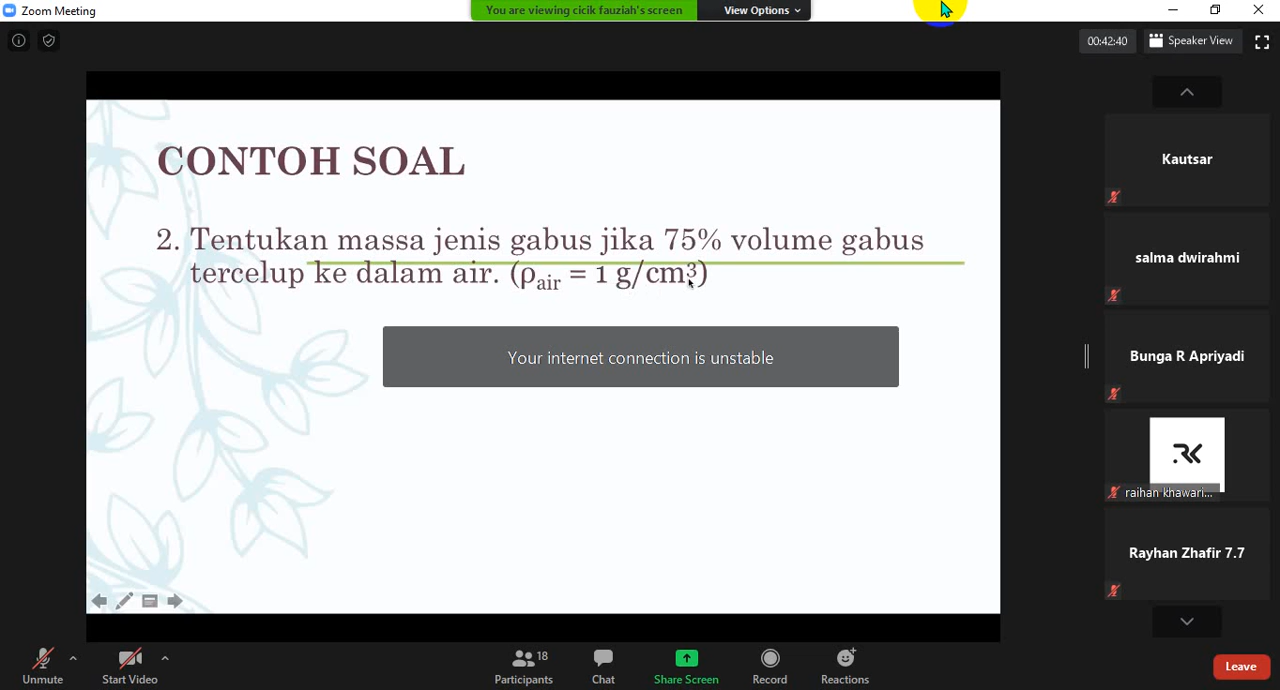 Zoom Meeting
You are viewing cicik fauziah's screen
View Options
00:42:40
Speaker View
CONTOH SOAL
2. Tentukan massa jenis gabus jika 75% volume gabus
tercelup ke dalam air. (ρair = 1 g/cm3)
Your internet connection is unstable
Kautsar
salma dwirahmi
Bunga R Apriyadi
RK
raihan khawari...
Rayhan Zhafir 7.7
Unmute
Start Video
Participants
18
Chat
Share Screen
Record
Reactions
Leave